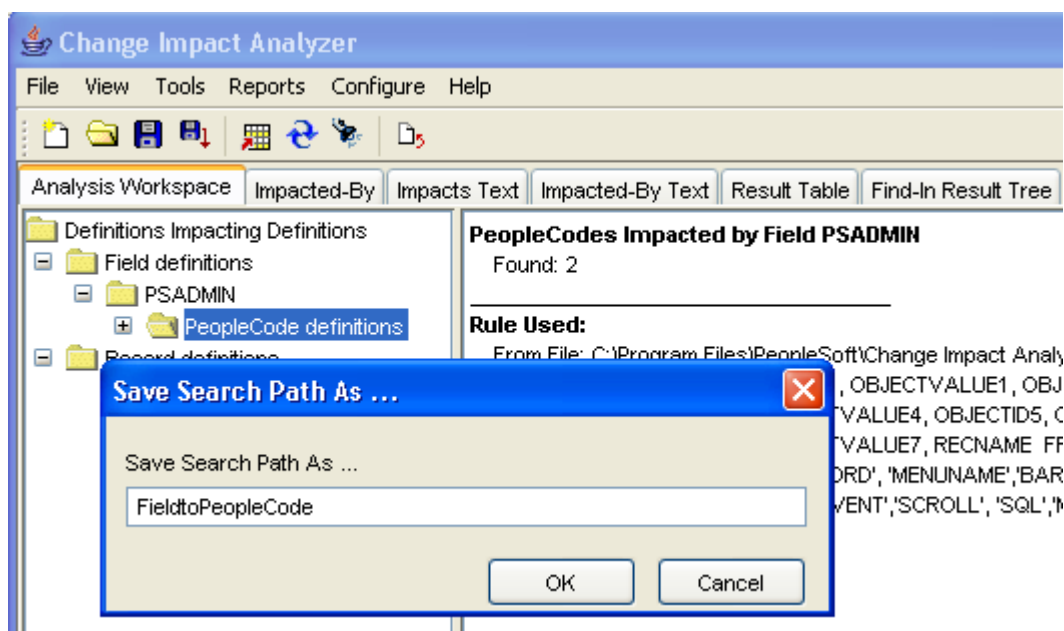 Change Impact Analyzer
File View Tools Reports Configure Help
Analysis Workspace Impacted-By Impacts Text Impacted-By Text Result Table Find-In Result Tree
Definitions Impacting Definitions
Field definitions
PSADMIN
PeopleCode definitions
Record definitions
PeopleCodes Impacted by Field PSADMIN
Found: 2
Rule Used:
From File: C:\Program Files\PeopleSoft\Change Impact Analy
, OBJECTVALUE1, OBJ
TVALUE4, OBJECTID5, O
TVALUE7, RECNAME FR
ORD', 'MENUNAME','BAR
VENT','SCROLL', 'SQL','M
Save Search Path As ...
Save Search Path As ...
FieldtoPeopleCode
OK Cancel